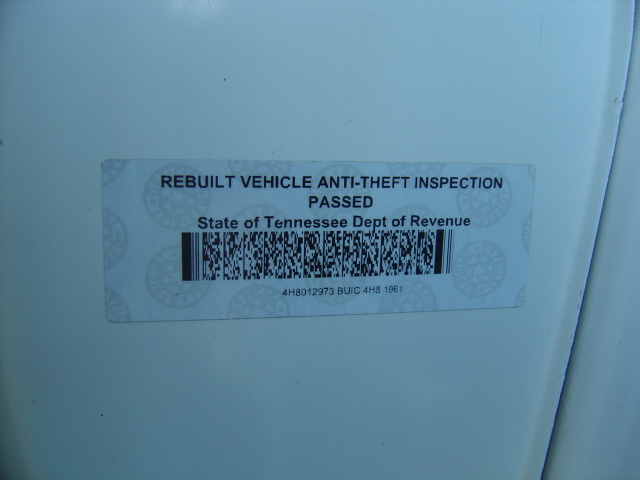 REBUILT VEHICLE ANTI-THEFT INSPECTION
PASSED
State of Tennessee Dept of Revenue
4H8012973 BUIC 4H8 1961